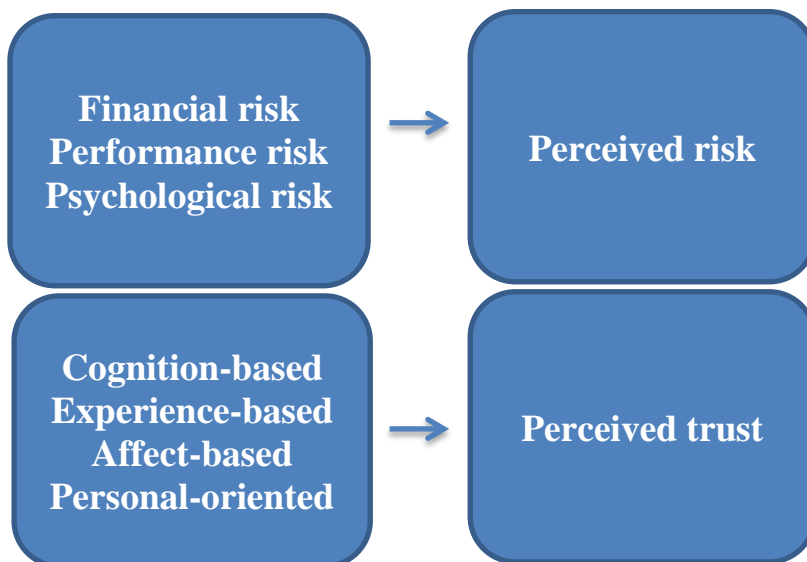 Financial risk
Performance risk
Psychological risk
Perceived risk
Cognition-based
Experience-based
Affect-based
Personal-oriented
Perceived trust